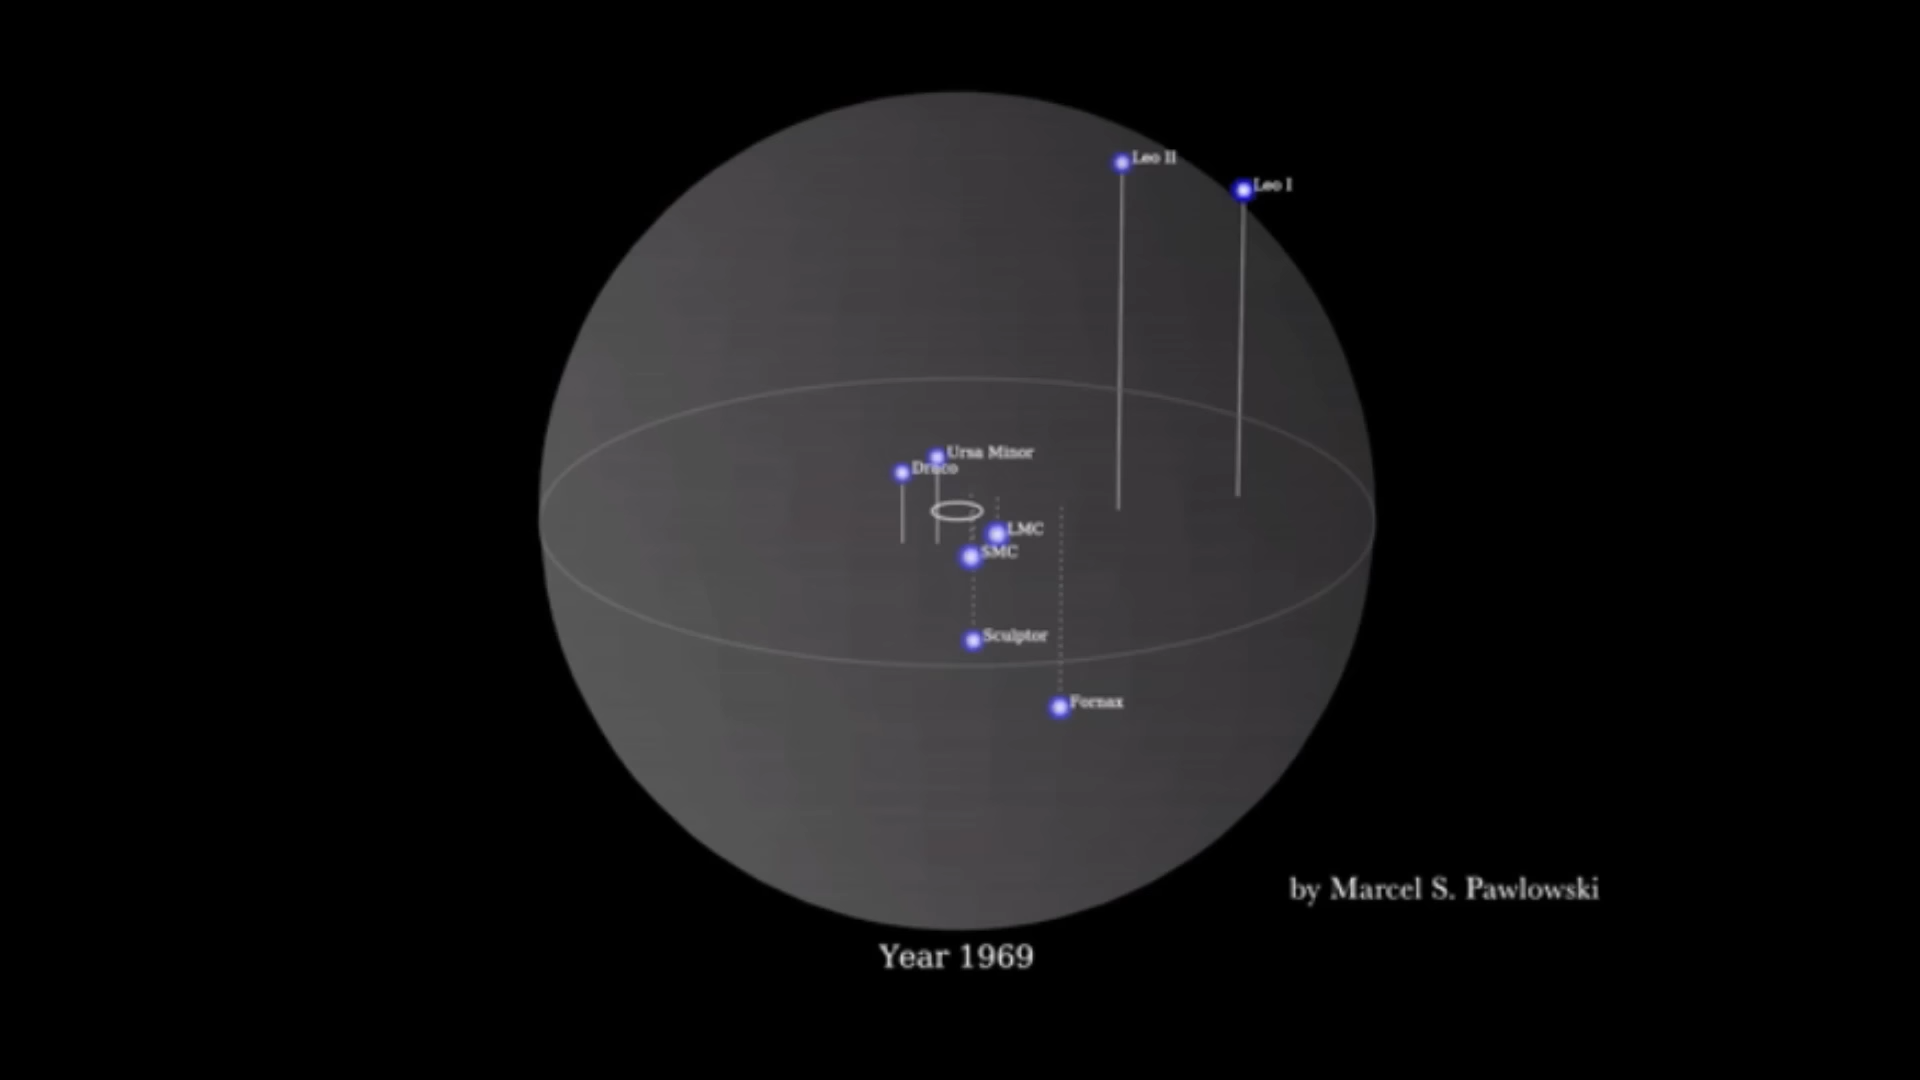 Leo II
Leo I
Ursa Minor
Draco
LMC
SMC
Sculptor
Fornax
by Marcel S. Pawlowski
Year 1969